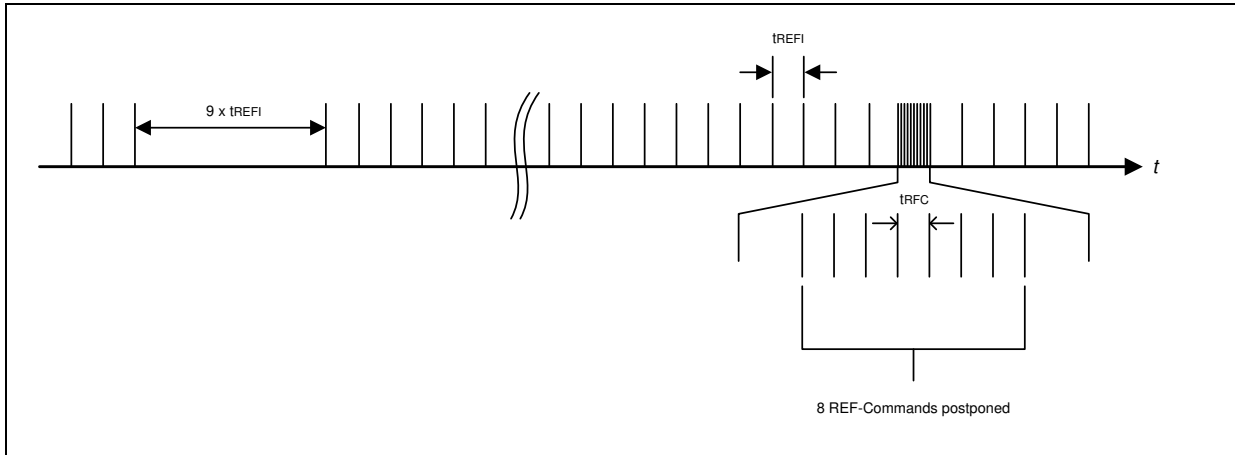 tREFI
9 x tREFI
t
tRFC
8 REF-Commands postponed